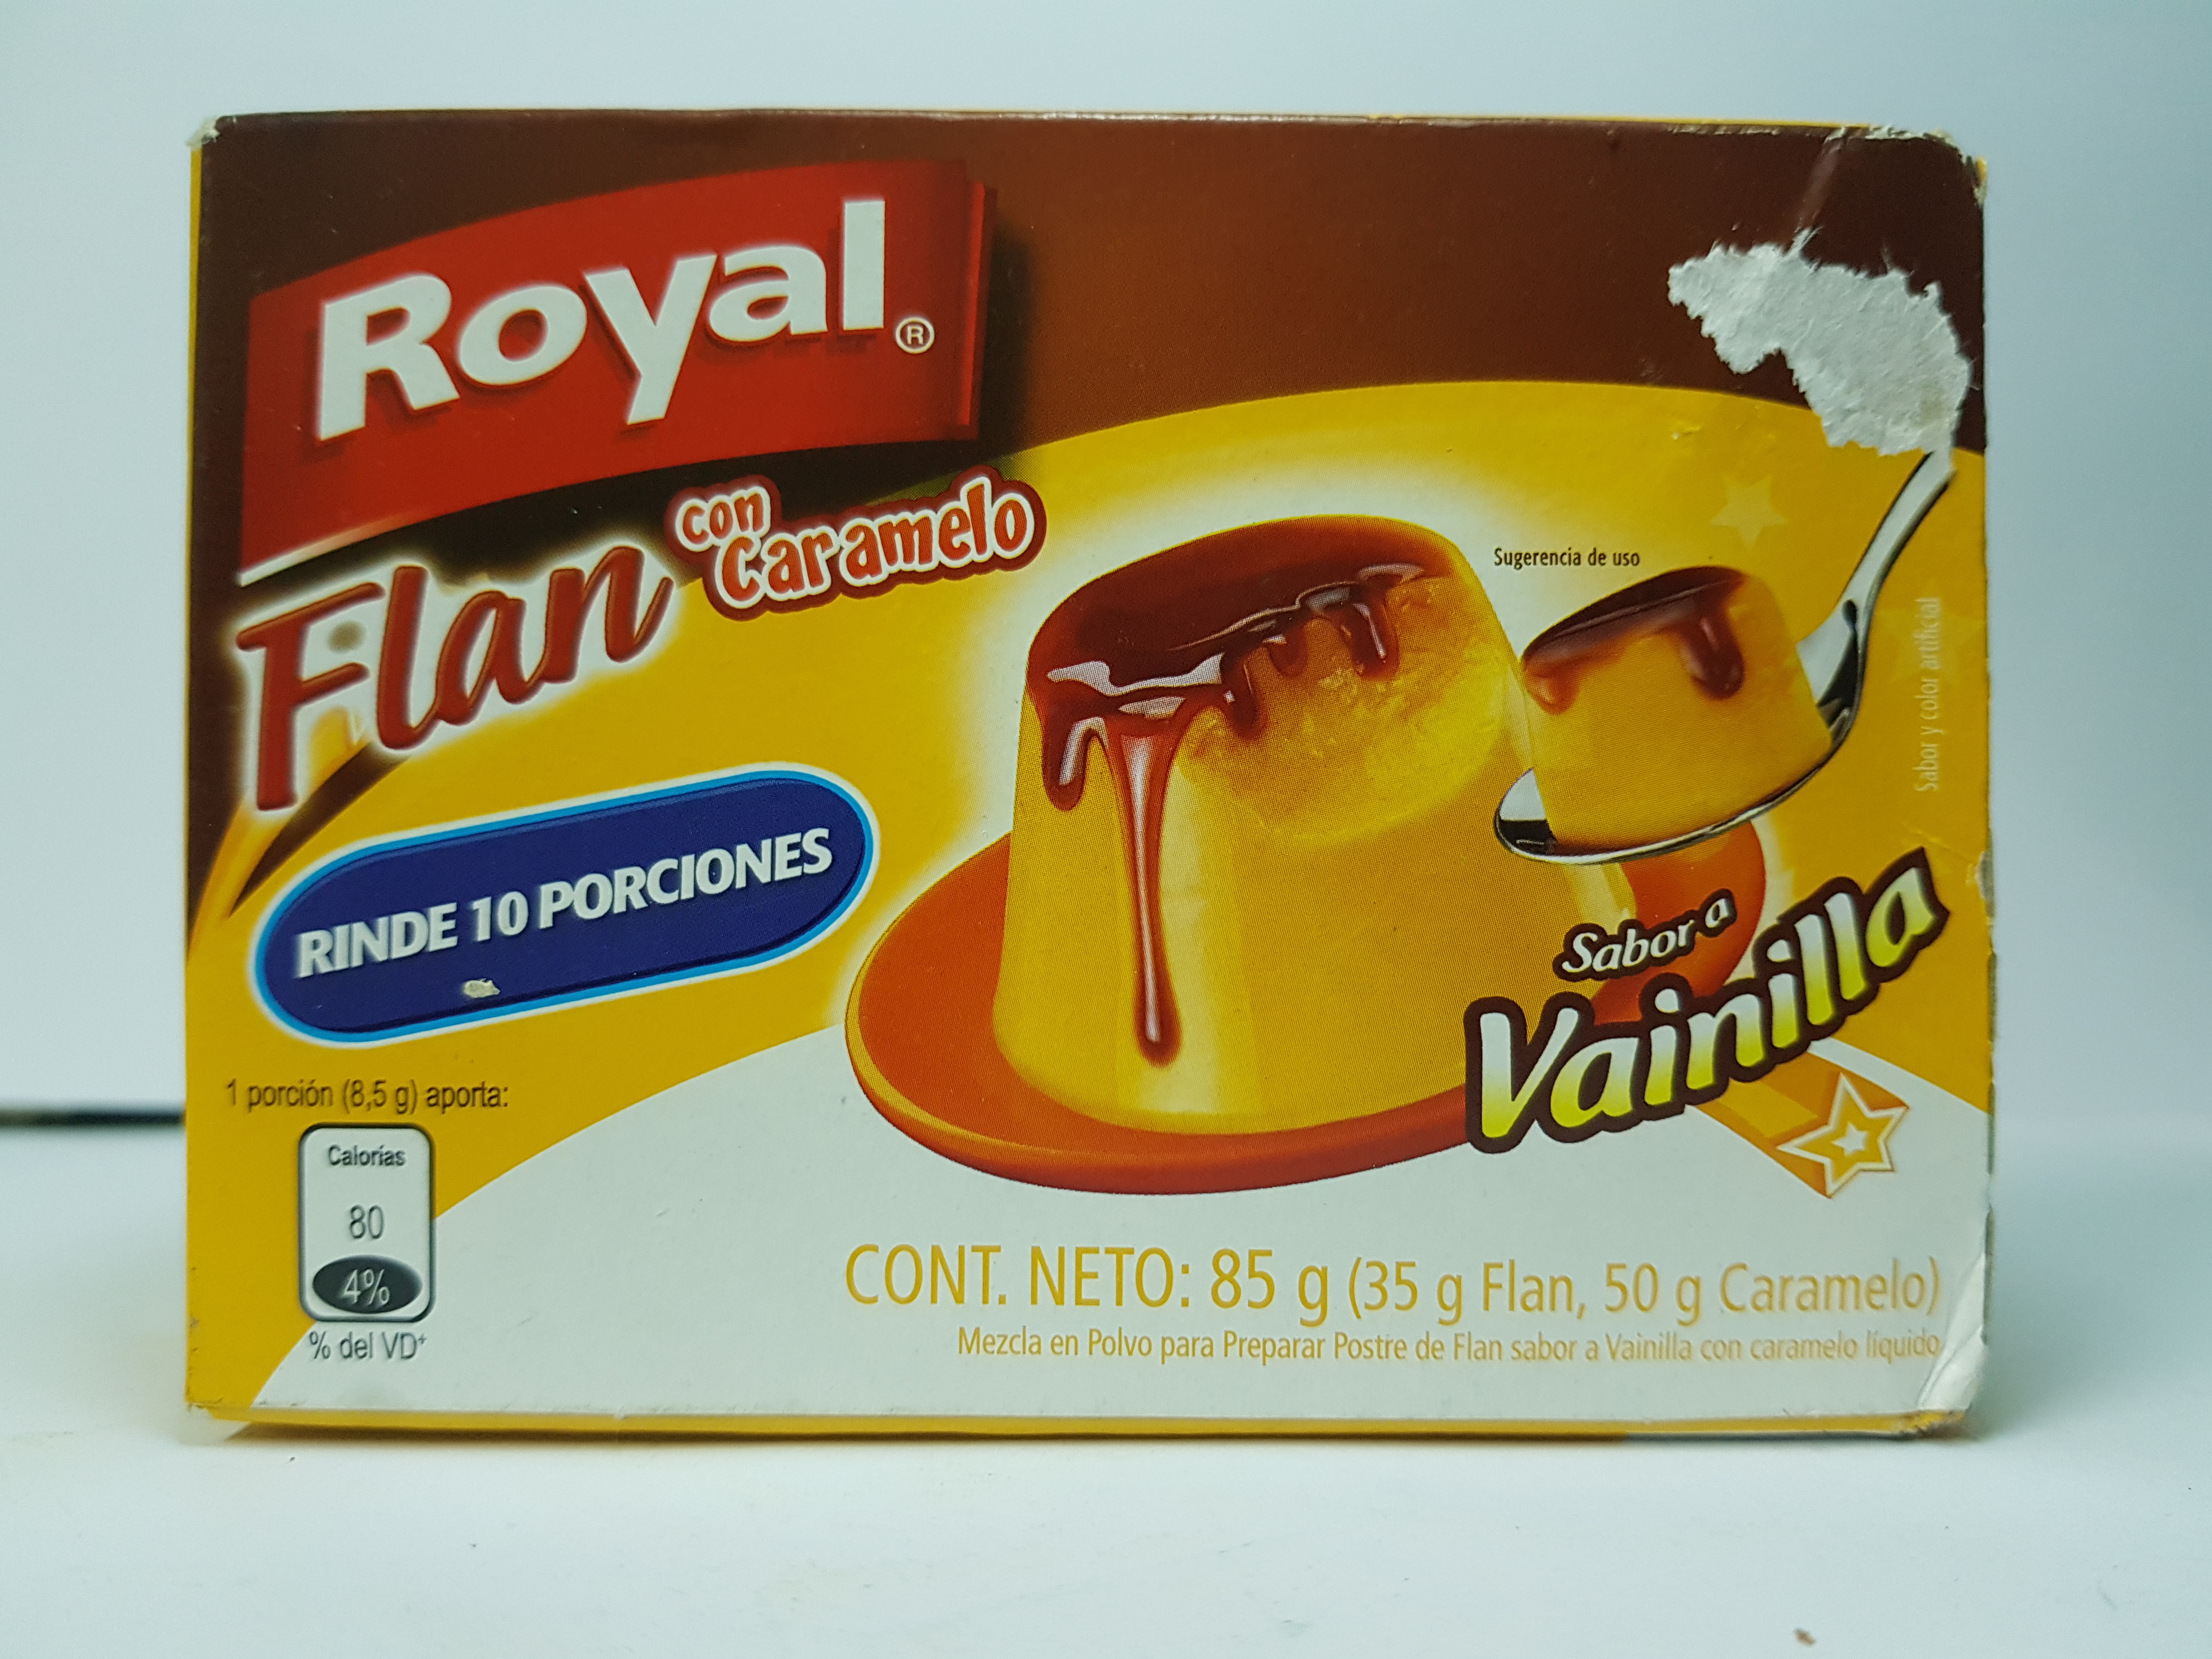 Royal®
Flan con Caramelo
Sugerencia de uso
Sabor y color artificial
RINDE 10 PORCIONES
Sabor a
Vainilla
1 porción (8,5 g) aporta:
Calorías
80
4%
% del VD*
CONT. NETO: 85 g (35 g Flan, 50 g Caramelo)
Mezcla en Polvo para Preparar Postre de Flan sabor a Vainilla con caramelo líquido